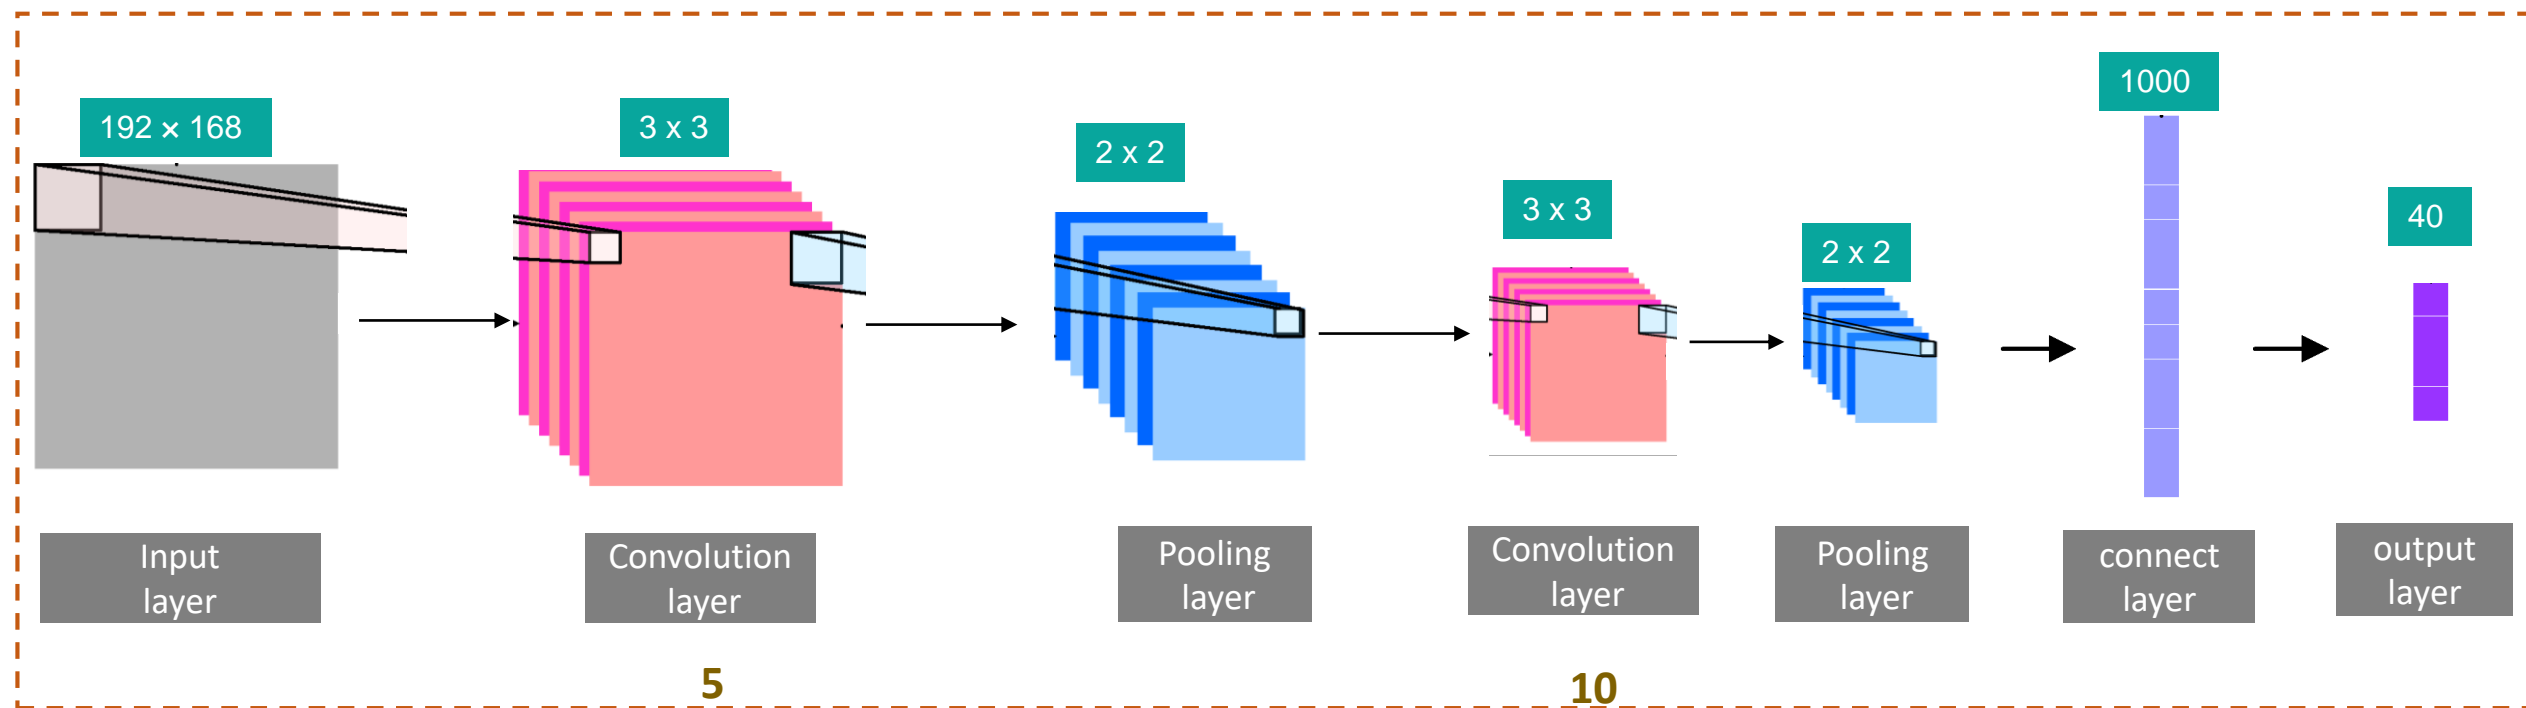 192 × 168
3 x 3
2 x 2
3 x 3
2 x 2
1000
40
Input
layer
Convolution
layer
Pooling
layer
Convolution
layer
Pooling
layer
connect
layer
output
layer
5
10